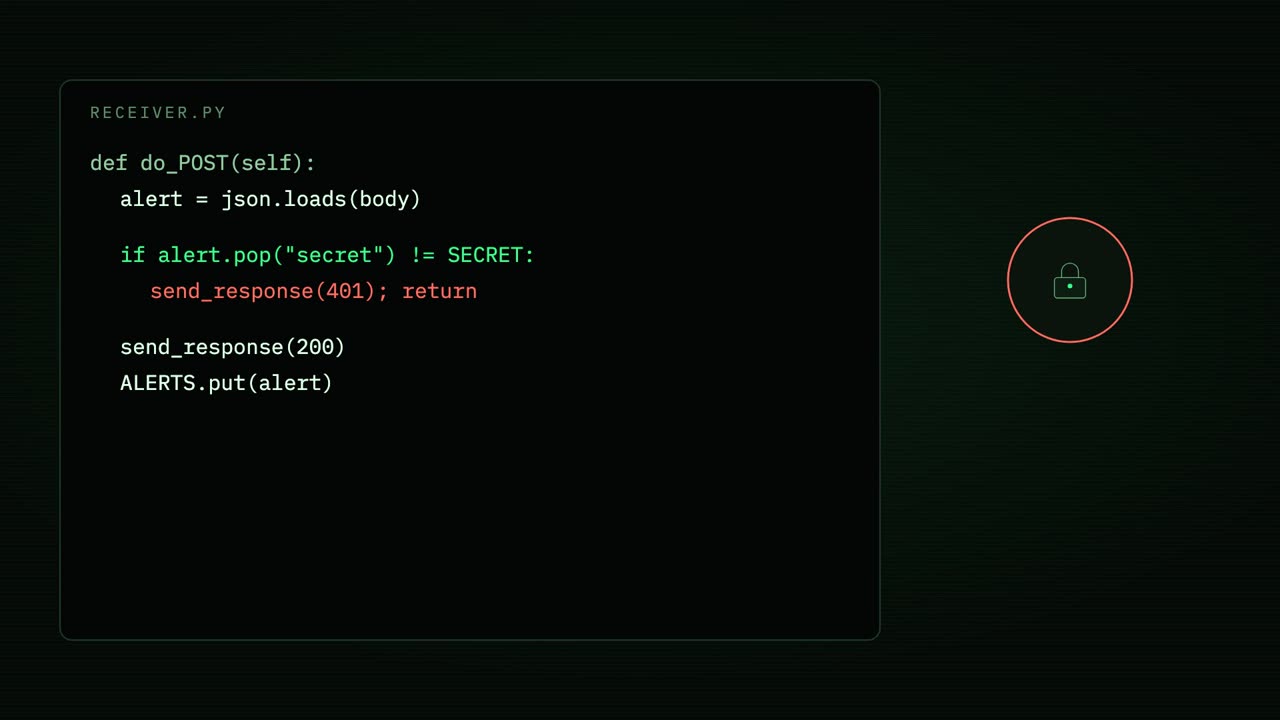 RECEIVER.PY
def do_POST(self):
alert = json.loads(body)
if alert.pop("secret") != SECRET:
send_response(401); return
send_response(200)
ALERTS.put(alert)